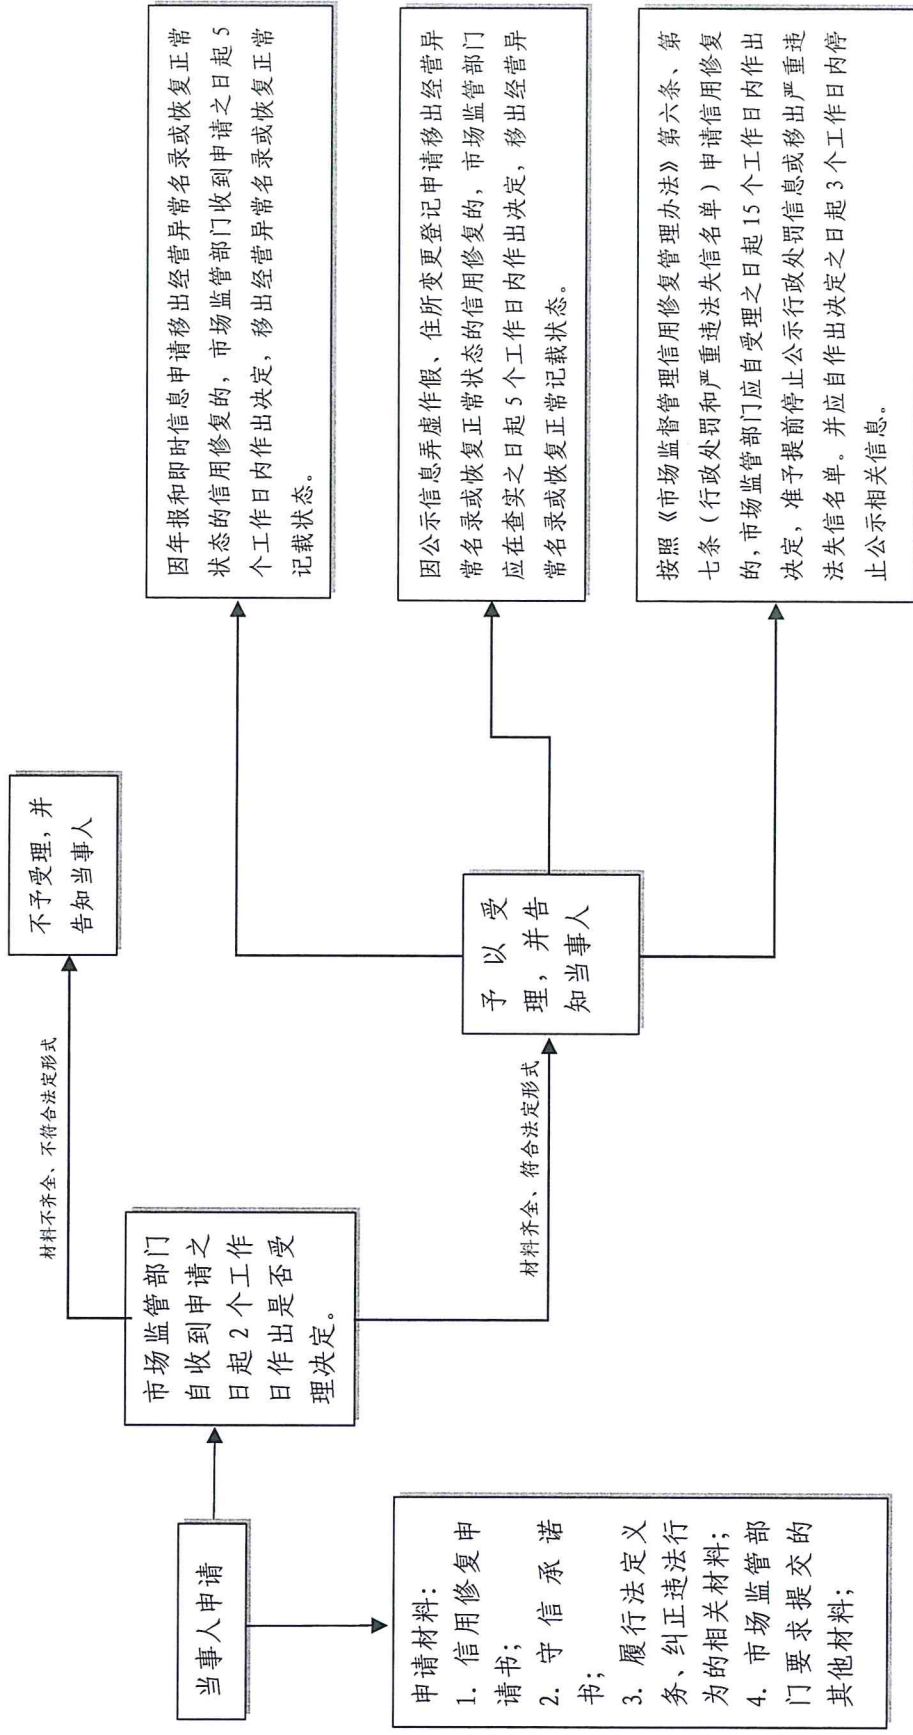 当事人申请
申请材料：
1. 信用修复申
请书；
2. 守信承诺
书；
3. 履行法定义
务、纠正违法行
为的相关材料；
4. 市场监管部
门要求提交的
其他材料；
市场监管部门
自收到申请之
日起 2 个工作
日作出是否受
理决定。
材料不齐全、不符合法定形式
不予受理，并
告知当事人
材料齐全、符合法定形式
予以受
理，并告
知当事人
因年报和即时信息申请移出经营异常名录或恢复正常
状态的信用修复的，市场监管部门收到申请之日起 5
个工作日内作出决定，移出经营异常名录或恢复正常
记载状态。
因公示信息弄虚作假、住所变更登记申请移出经营异
常名录或恢复正常状态的信用修复的，市场监管部门
应在查实之日起 5 个工作日内作出决定，移出经营异
常名录或恢复正常记载状态。
按照《市场监督管理信用修复管理办法》第六条、第
七条（行政处罚和严重违法失信名单）申请信用修复
的，市场监管部门应自受理之日起 15 个工作日内作出
决定，准予提前停止公示行政处罚信息或移出严重违
法失信名单。并应自作出决定之日起 3 个工作日内停
止公示相关信息。